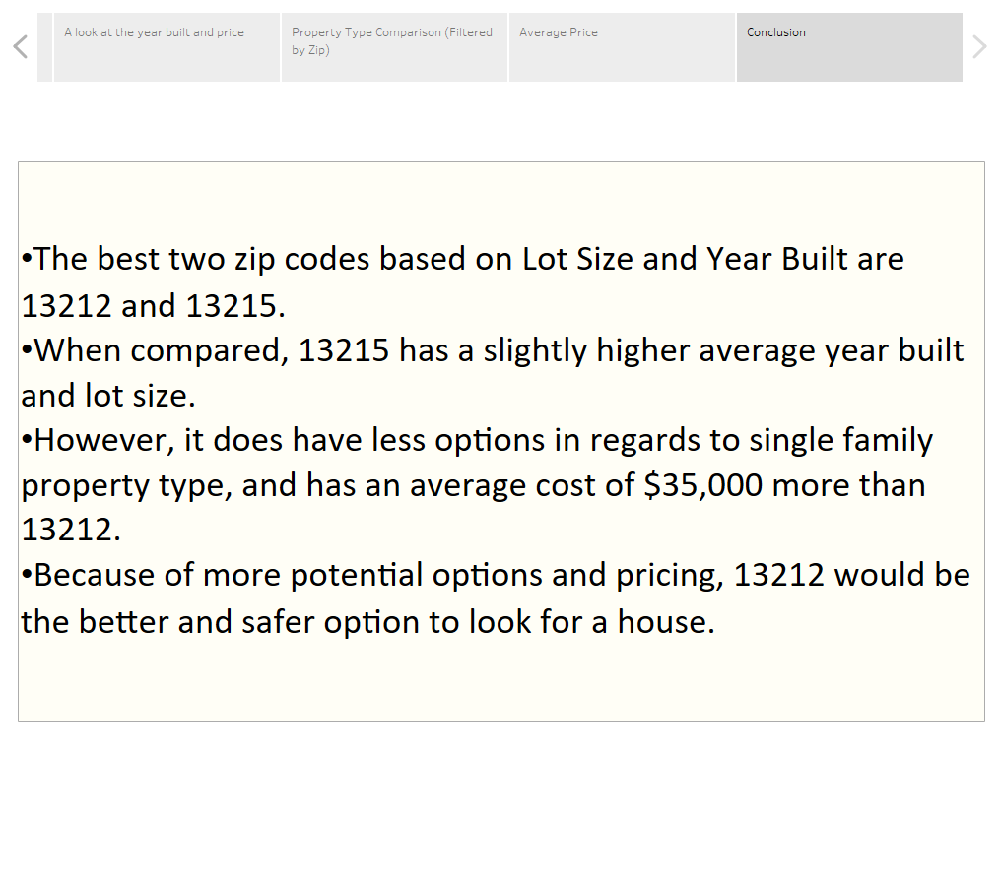 A look at the year built and price
Property Type Comparison (Filtered
by Zip)
Average Price
Conclusion
•The best two zip codes based on Lot Size and Year Built are
13212 and 13215.
•When compared, 13215 has a slightly higher average year built
and lot size.
•However, it does have less options in regards to single family
property type, and has an average cost of $35,000 more than
13212.
•Because of more potential options and pricing, 13212 would be
the better and safer option to look for a house.